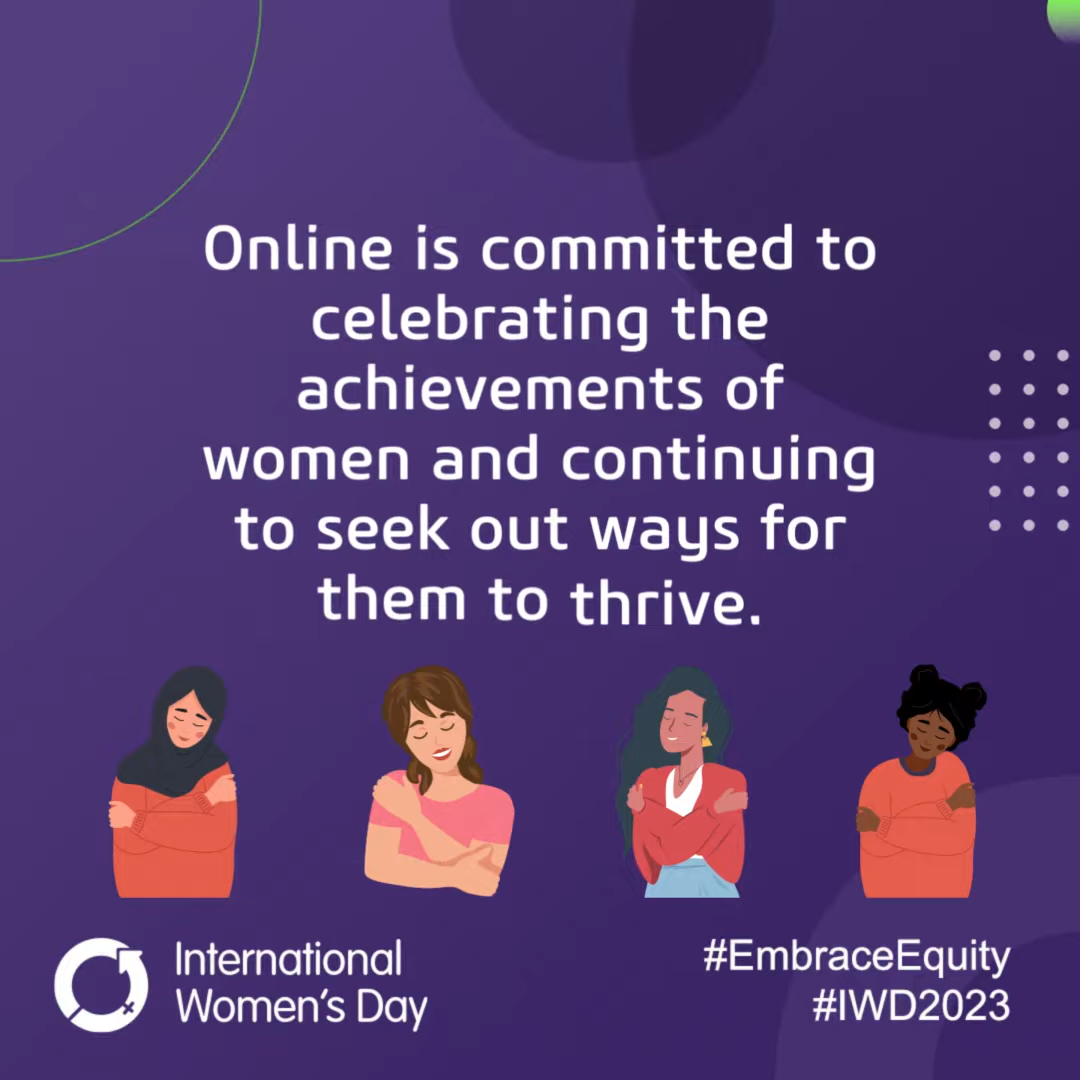 Online is committed to
celebrating the
achievements of
women and continuing
to seek out ways for
them to thrive.
International
Women's Day
#EmbraceEquity
#IWD2023